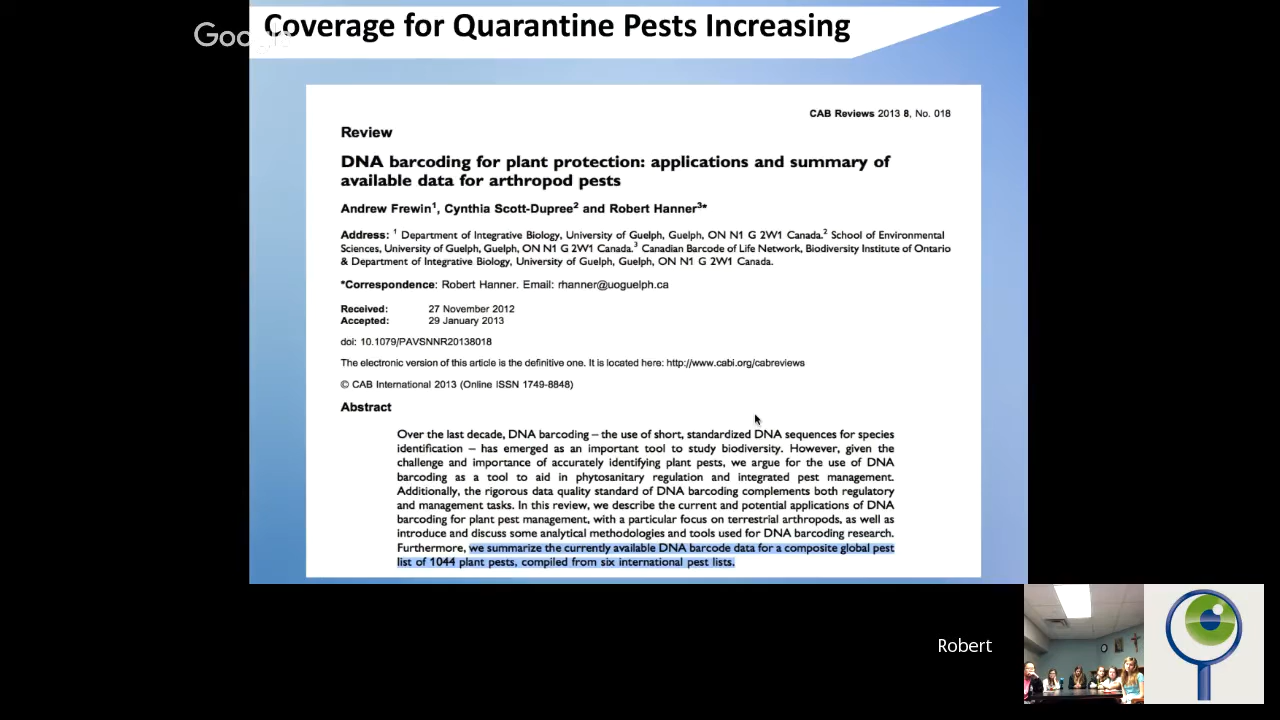 Coverage for Quarantine Pests Increasing
Google
CAB Reviews 2013 8, No. 018
Review
DNA barcoding for plant protection: applications and summary of
available data for arthropod pests
Andrew Frewin1, Cynthia Scott-Dupree2 and Robert Hanner3*
Address: 1 Department of Integrative Biology, University of Guelph, Guelph, ON N1 G 2W1 Canada.2 School of Environmental
Sciences, University of Guelph, Guelph, ON N1 G 2W1 Canada.3 Canadian Barcode of Life Network, Biodiversity Institute of Ontario
& Department of Integrative Biology, University of Guelph, Guelph, ON N1 G 2W1 Canada.
*Correspondence: Robert Hanner. Email: rhanner@uoguelph.ca
Received: 27 November 2012
Accepted: 29 January 2013
doi: 10.1079/PAVSNNR20138018
The electronic version of this article is the definitive one. It is located here: http://www.cabi.org/cabreviews
© CAB International 2013 (Online ISSN 1749-8848)
Abstract
Over the last decade, DNA barcoding – the use of short, standardized DNA sequences for species
identification – has emerged as an important tool to study biodiversity. However, given the
challenge and importance of accurately identifying plant pests, we argue for the use of DNA
barcoding as a tool to aid in phytosanitary regulation and integrated pest management.
Additionally, the rigorous data quality standard of DNA barcoding complements both regulatory
and management tasks. In this review, we describe the current and potential applications of DNA
barcoding for plant pest management, with a particular focus on terrestrial arthropods, as well as
introduce and discuss some analytical methodologies and tools used for DNA barcoding research.
Furthermore, we summarize the currently available DNA barcode data for a composite global pest
list of 1044 plant pests, compiled from six international pest lists.
Robert